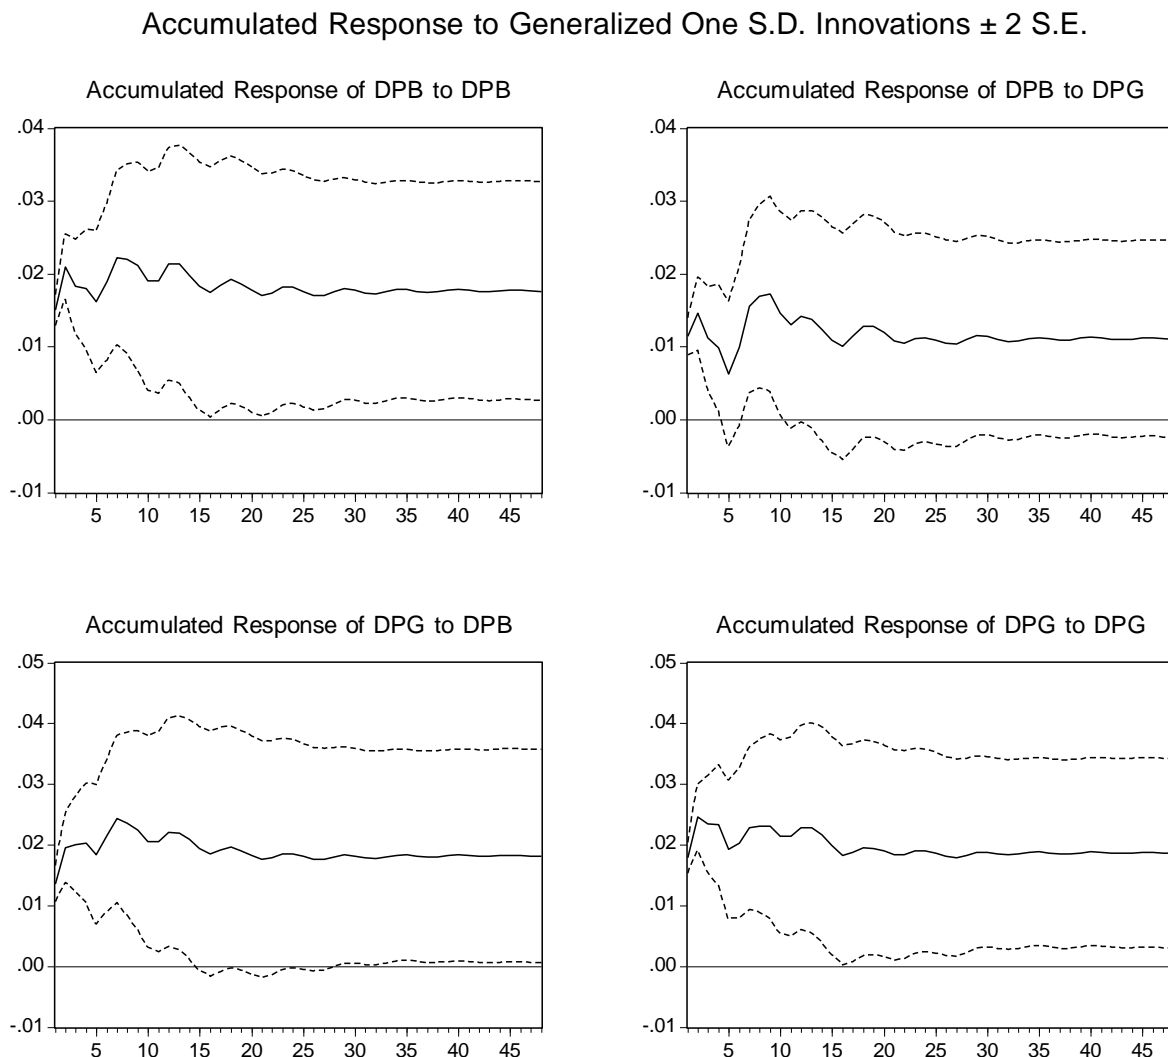 Accumulated Response to Generalized One S.D. Innovations ± 2 S.E.
Accumulated Response of DPB to DPB
.04
.03
.02
.01
.00
-.01
5 10 15 20 25 30 35 40 45
Accumulated Response of DPB to DPG
.04
.03
.02
.01
.00
-.01
5 10 15 20 25 30 35 40 45
Accumulated Response of DPG to DPB
.05
.04
.03
.02
.01
.00
-.01
5 10 15 20 25 30 35 40 45
Accumulated Response of DPG to DPG
.05
.04
.03
.02
.01
.00
-.01
5 10 15 20 25 30 35 40 45